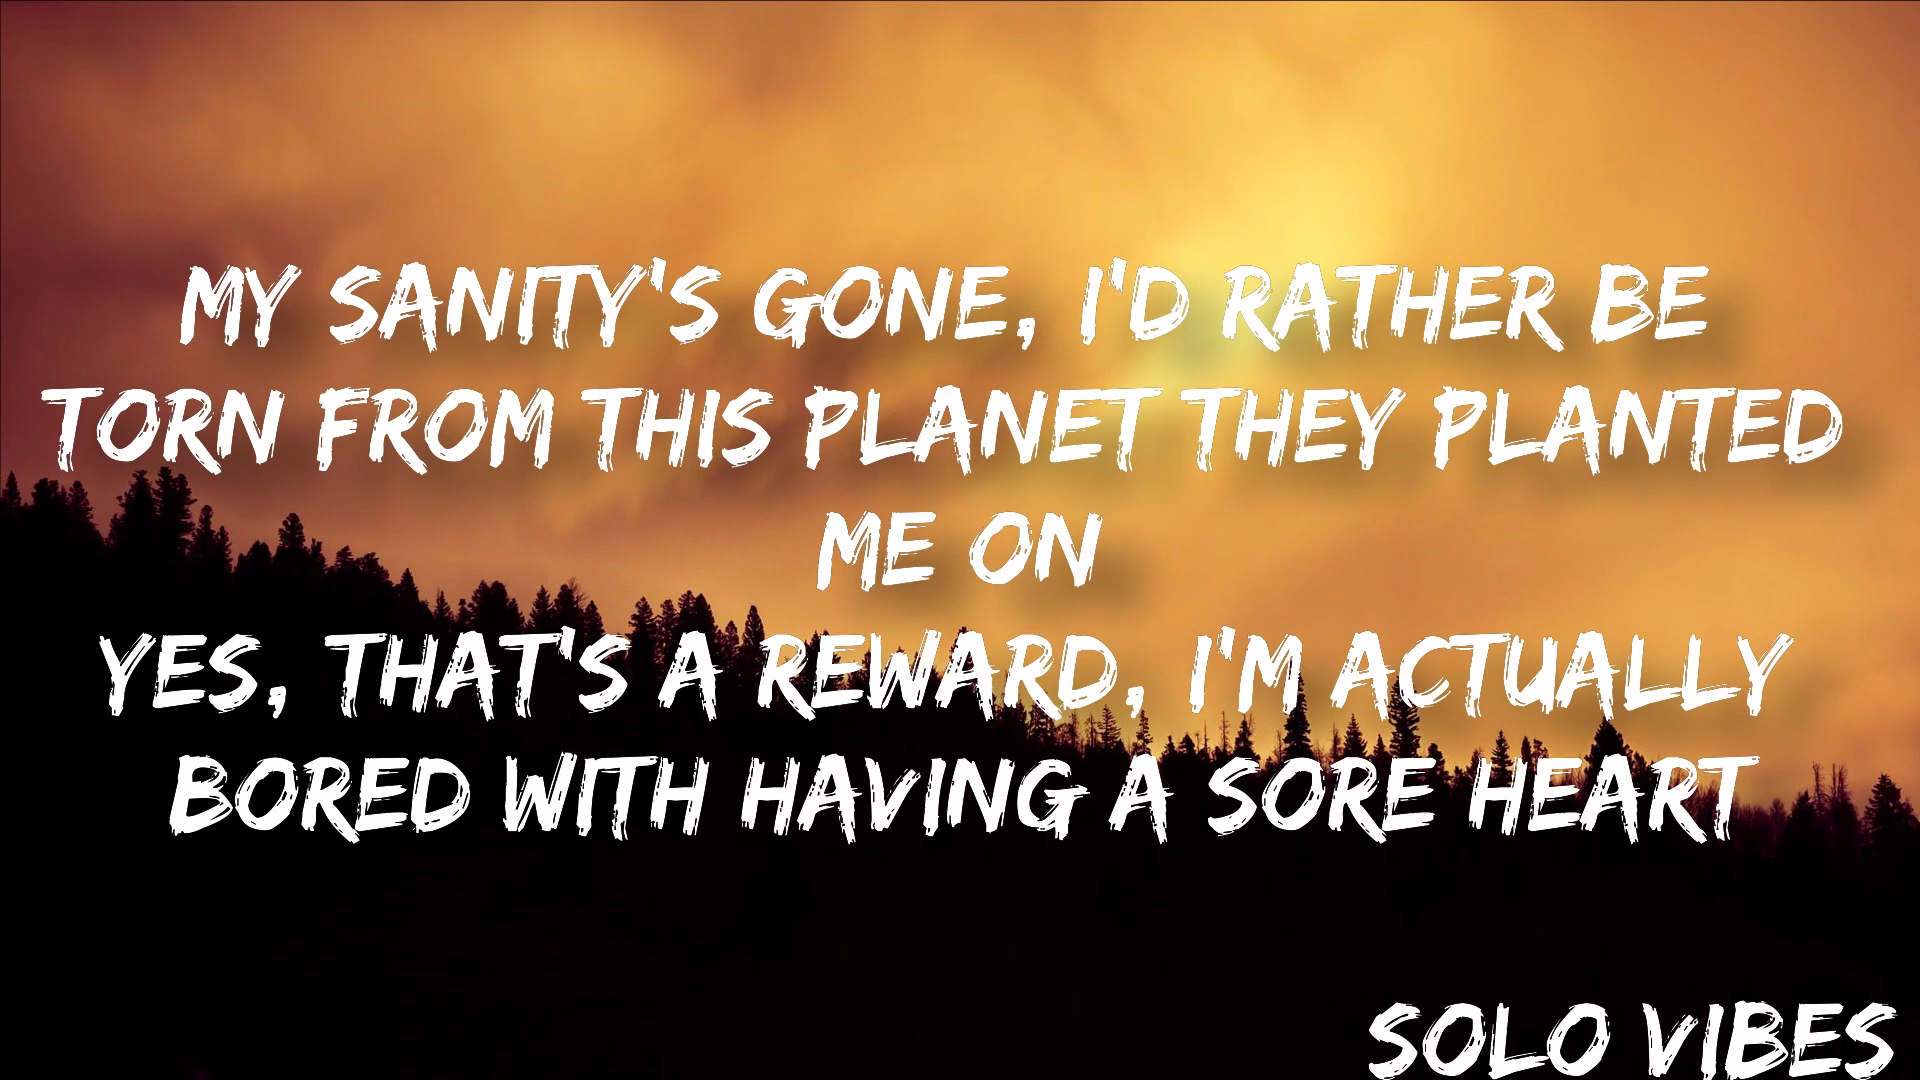 MY SANITY'S GONE, I'D RATHER BE
TORN FROM THIS PLANET THEY PLANTED
ME ON
YES, THAT'S A REWARD, I'M ACTUALLY
BORED WITH HAVING A SORE HEART
SOLO VIBES